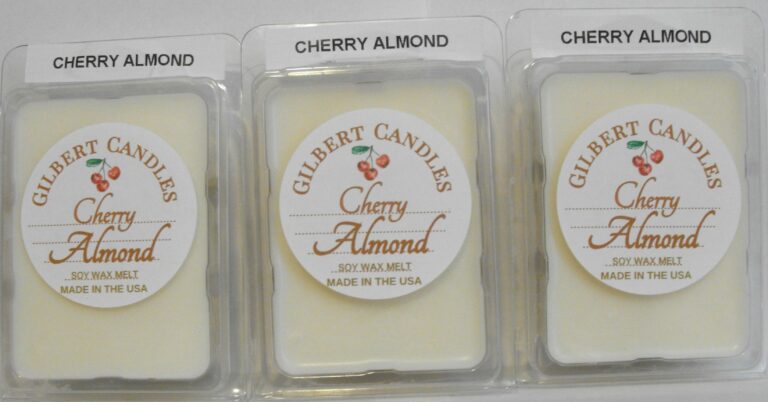 CHERRY ALMOND
GILBERT CANDLES
Cherry
Almond
SOY WAX MELT
MADE IN THE USA
CHERRY ALMOND
GILBERT CANDLES
Cherry
Almond
SOY WAX MELT
MADE IN THE USA
CHERRY ALMOND
GILBERT CANDLES
Cherry
Almond
SOY WAX MELT
MADE IN THE USA